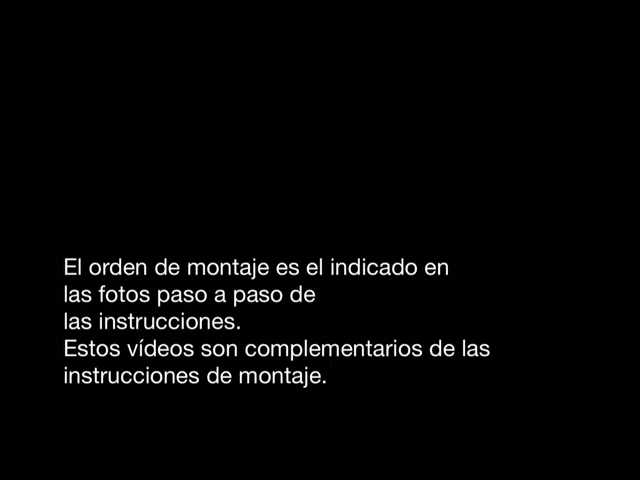 El orden de montaje es el indicado en
las fotos paso a paso de
las instrucciones.
Estos vídeos son complementarios de las
instrucciones de montaje.